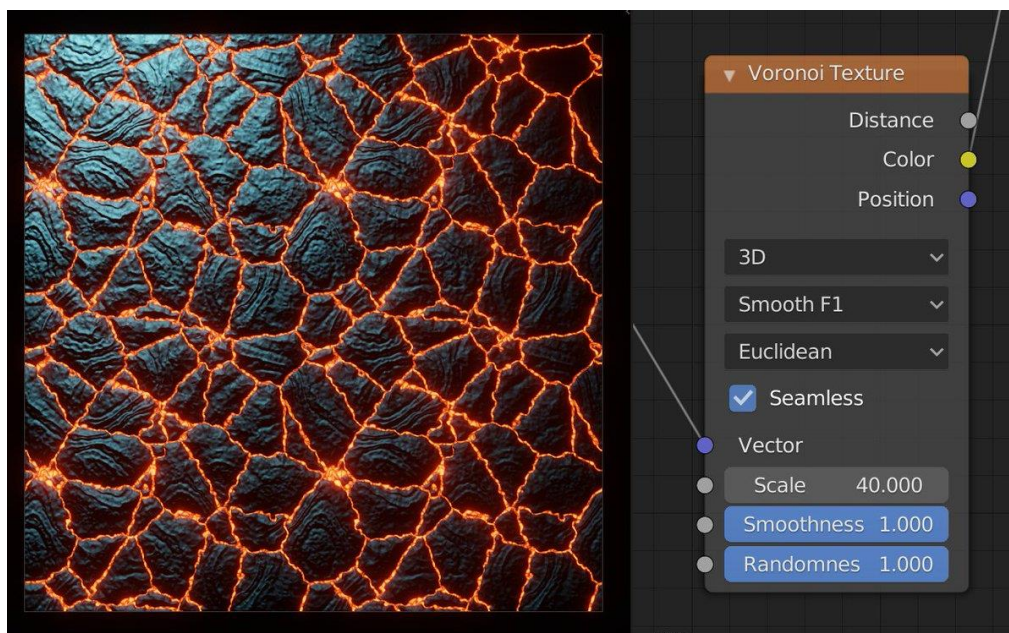 Voronoi Texture
Distance
Color
Position
3D
Smooth F1
Euclidean
Seamless
Vector
Scale 40.000
Smoothness 1.000
Randomnes 1.000